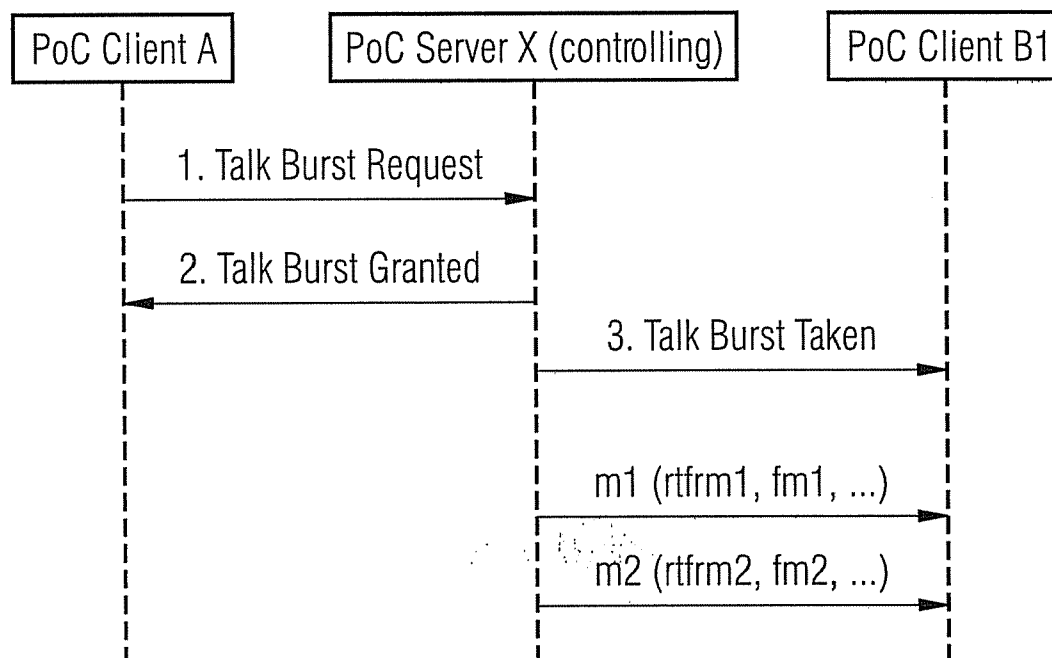 PoC Client A
PoC Server X (controlling)
PoC Client B1
1. Talk Burst Request
2. Talk Burst Granted
3. Talk Burst Taken
m1 (rtfrm1, fm1, ...)
m2 (rtfrm2, fm2, ...)